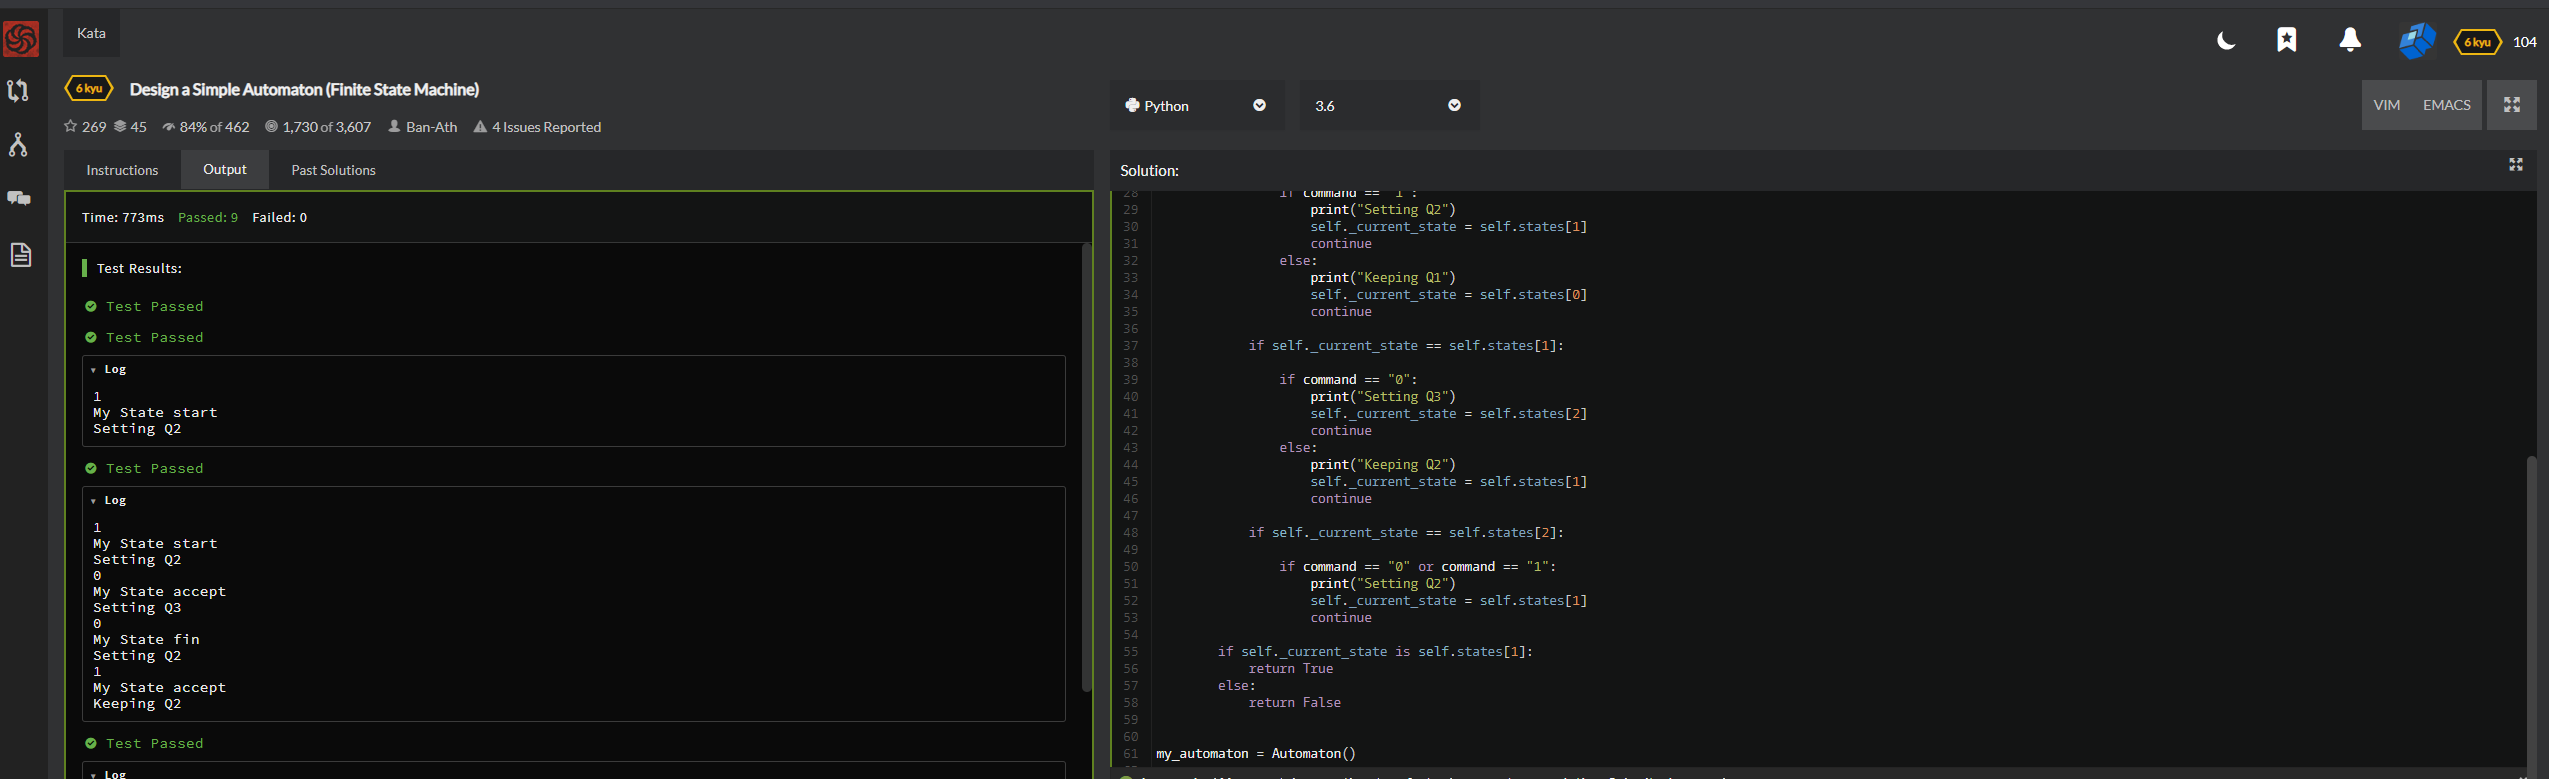 Kata
6 kyu 104
6 kyu Design a Simple Automaton (Finite State Machine)
269 45 84% of 462 1,730 of 3,607 Ban-Ath 4 Issues Reported
Python 3.6
VIM EMACS
Instructions Output Past Solutions
Time: 773ms Passed: 9 Failed: 0
Test Results:
Test Passed
Test Passed
Log
1
My State start
Setting Q2
Test Passed
Log
1
My State start
Setting Q2
0
My State accept
Setting Q3
0
My State fin
Setting Q2
1
My State accept
Keeping Q2
Test Passed
Log
Solution:
28 if command == "1":
29 print("Setting Q2")
30 self._current_state = self.states[1]
31 continue
32 else:
33 print("Keeping Q1")
34 self._current_state = self.states[0]
35 continue
36
37 if self._current_state == self.states[1]:
38
39 if command == "0":
40 print("Setting Q3")
41 self._current_state = self.states[2]
42 continue
43 else:
44 print("Keeping Q2")
45 self._current_state = self.states[1]
46 continue
47
48 if self._current_state == self.states[2]:
49
50 if command == "0" or command == "1":
51 print("Setting Q2")
52 self._current_state = self.states[1]
53 continue
54
55 if self._current_state is self.states[1]:
56 return True
57 else:
58 return False
59
60
61 my_automaton = Automaton()